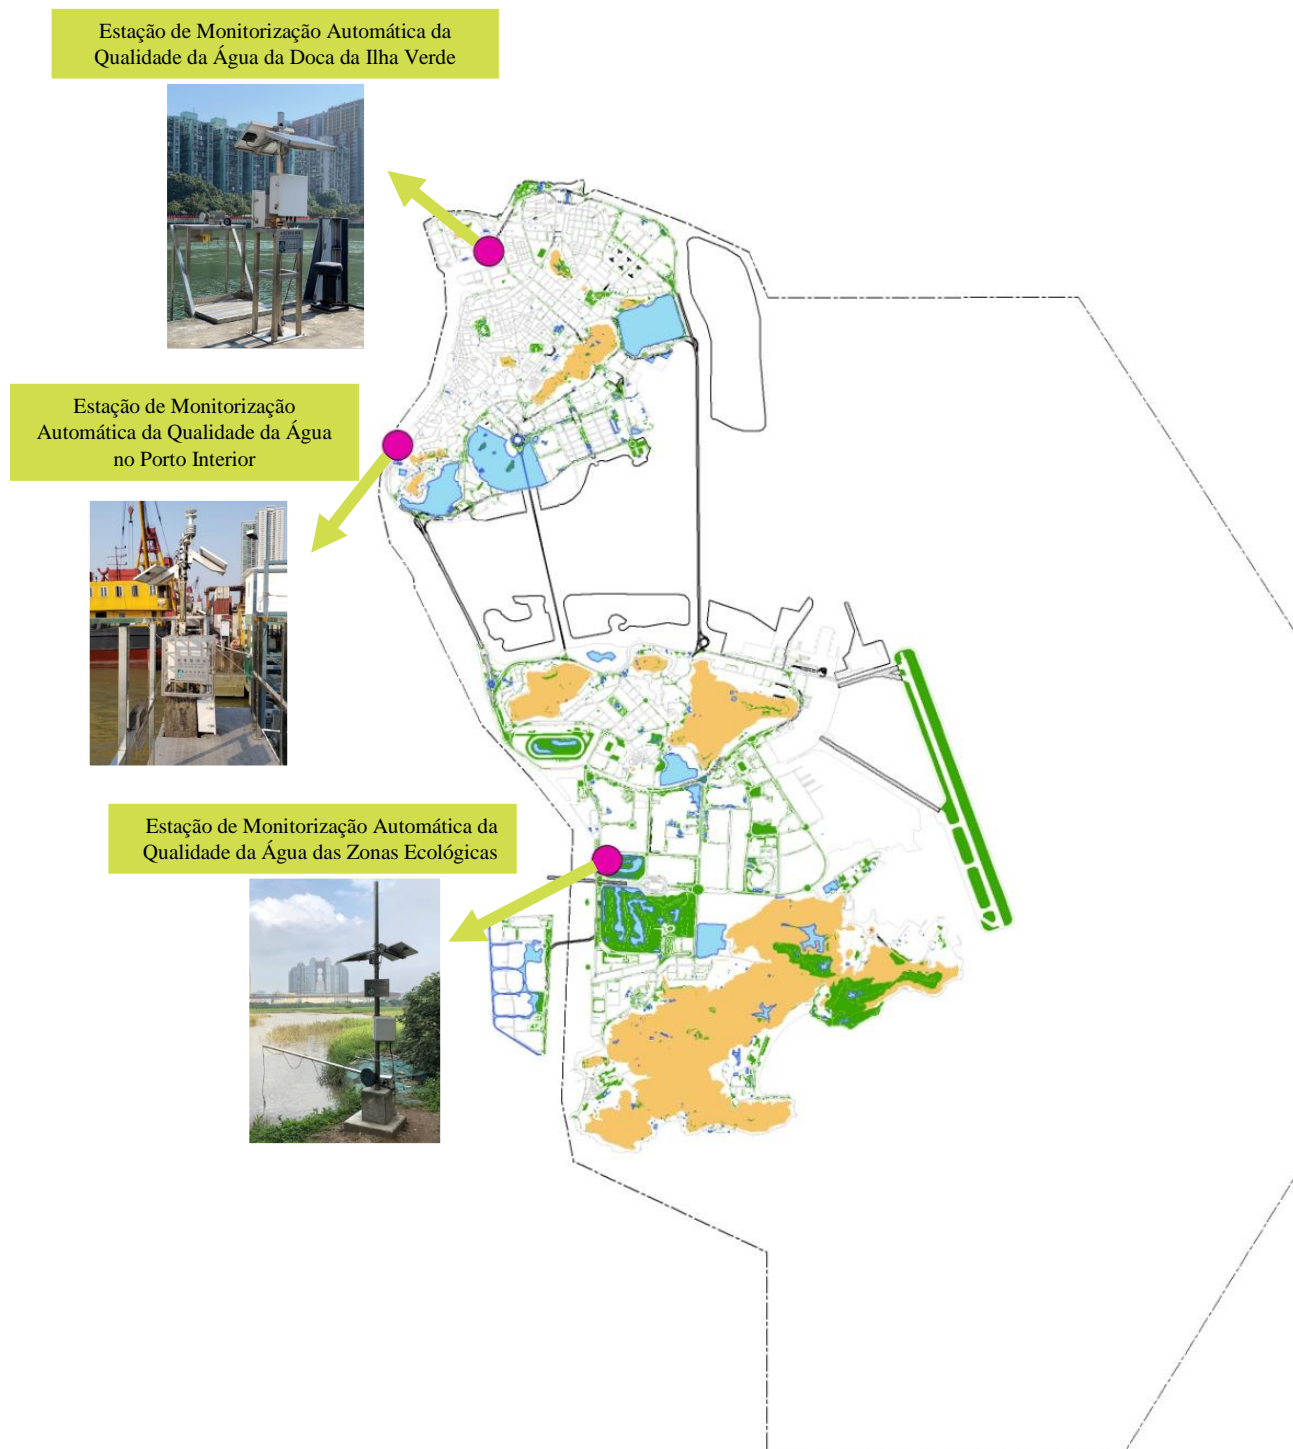 Estação de Monitorização Automática da
Qualidade da Água da Doca da Ilha Verde
Estação de Monitorização
Automática da Qualidade da Água
no Porto Interior
Estação de Monitorização Automática da
Qualidade da Água das Zonas Ecológicas